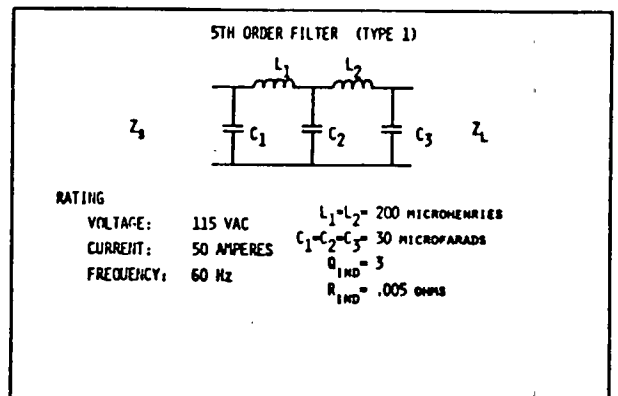 5TH ORDER FILTER (TYPE 1)
L1 L2
Zs C1 C2 C3 ZL
RATING
VOLTAGE: 115 VAC
CURRENT: 50 AMPERES
FREQUENCY: 60 Hz
L1=L2= 200 MICROHENRIES
C1=C2=C3= 30 MICROFARADS
QIND= 3
RIND= .005 OHMS